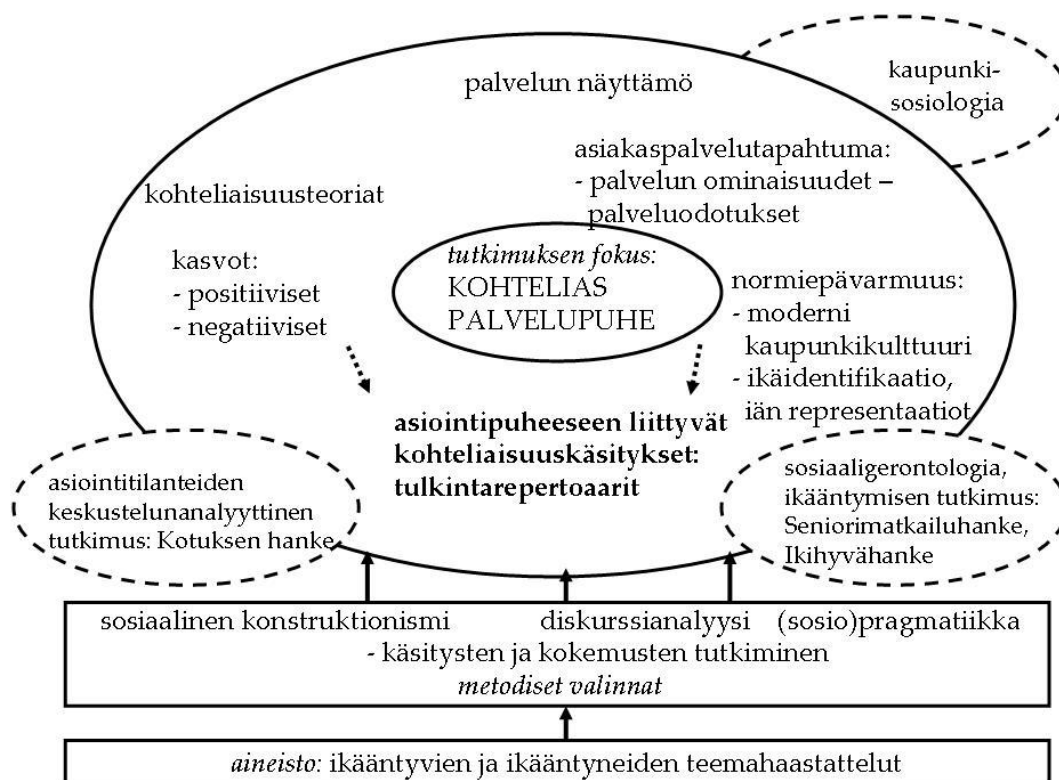 palvelun näyttämö
kaupunki-
sosiologia
asiakaspalvelutapahtuma:
- palvelun ominaisuudet –
palveluodotukset
kohteliaisuusteoriat
kasvot:
- positiiviset
- negatiiviset
tutkimuksen fokus:
KOHTELIAS
PALVELUPUHE
normiepävarmuus:
- moderni
kaupunkikulttuuri
- ikäidentifikaatio,
iän representaatiot
asiointipuheeseen liittyvät
kohteliaisuuskäsitykset:
tulkintarepertoaarit
asiointitilanteiden
keskustelunanalyyttinen
tutkimus: Kotuksen hanke
sosiaaligerontologia,
ikääntymisen tutkimus:
Seniorimatkailuhanke,
Ikihyvähanke
sosiaalinen konstruktionismi diskurssianalyysi (sosio)pragmatiikka
- käsitysten ja kokemusten tutkiminen
metodiset valinnat
aineisto: ikääntyvien ja ikääntyneiden teemahaastattelut